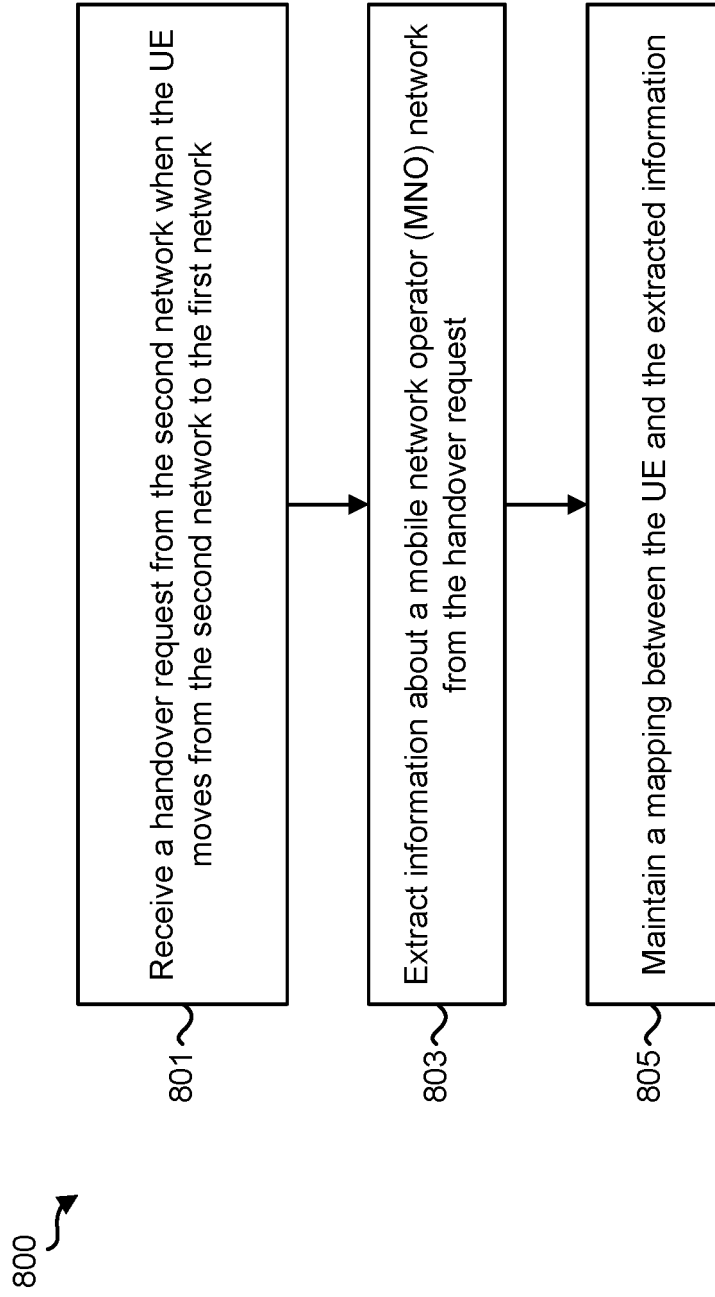 800
801
Receive a handover request from the second network when the UE
moves from the second network to the first network
803
Extract information about a mobile network operator (MNO) network
from the handover request
805
Maintain a mapping between the UE and the extracted information